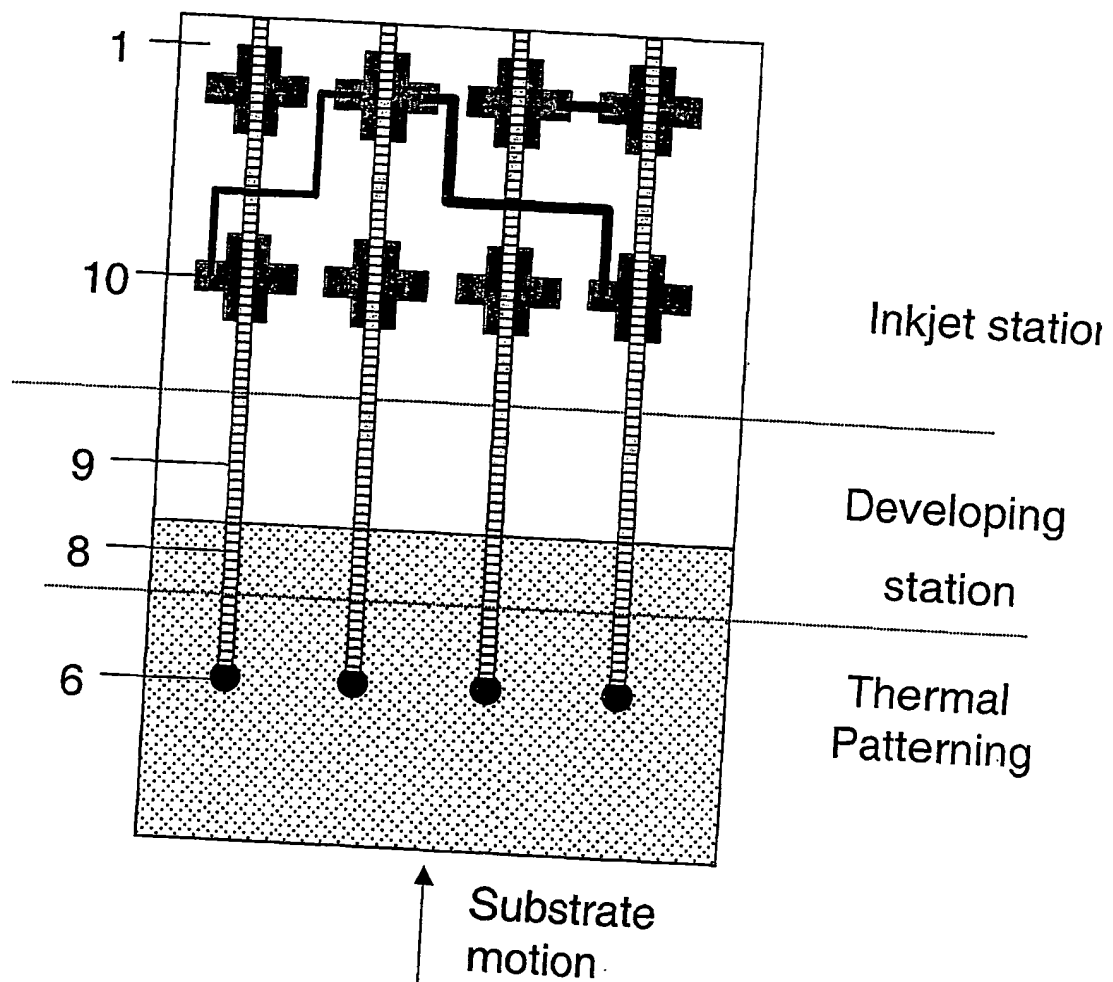 1
10
Inkjet station
9
Developing
8
station
6
Thermal
Patterning
Substrate
motion